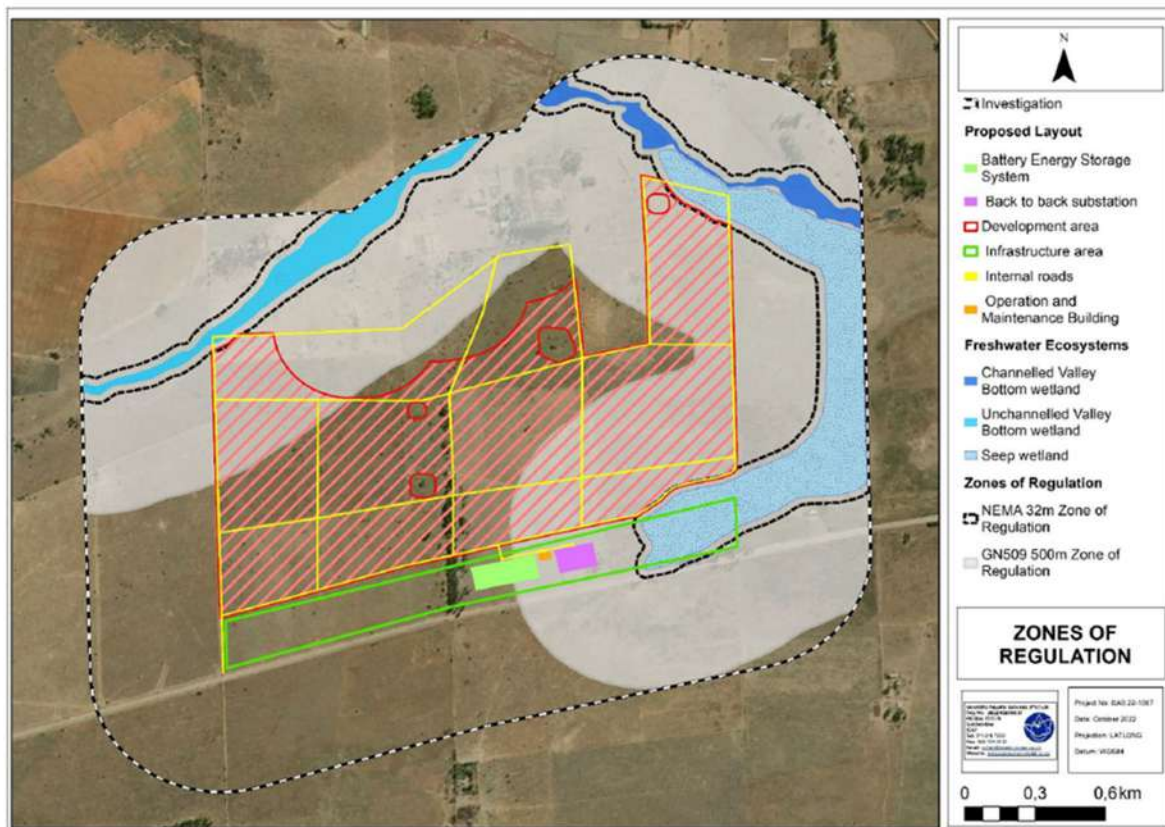 N
Investigation
Proposed Layout
Battery Energy Storage
System
Back to back substation
Development area
Infrastructure area
Internal roads
Operation and
Maintenance Building
Freshwater Ecosystems
Channelled Valley
Bottom wetland
Unchannelled Valley
Bottom wetland
Seep wetland
Zones of Regulation
NEMA 32m Zone of
Regulation
GN509 500m Zone of
Regulation
ZONES OF
REGULATION
Date: October 2022
Projection: LATLONG
0 0,3 0,6km